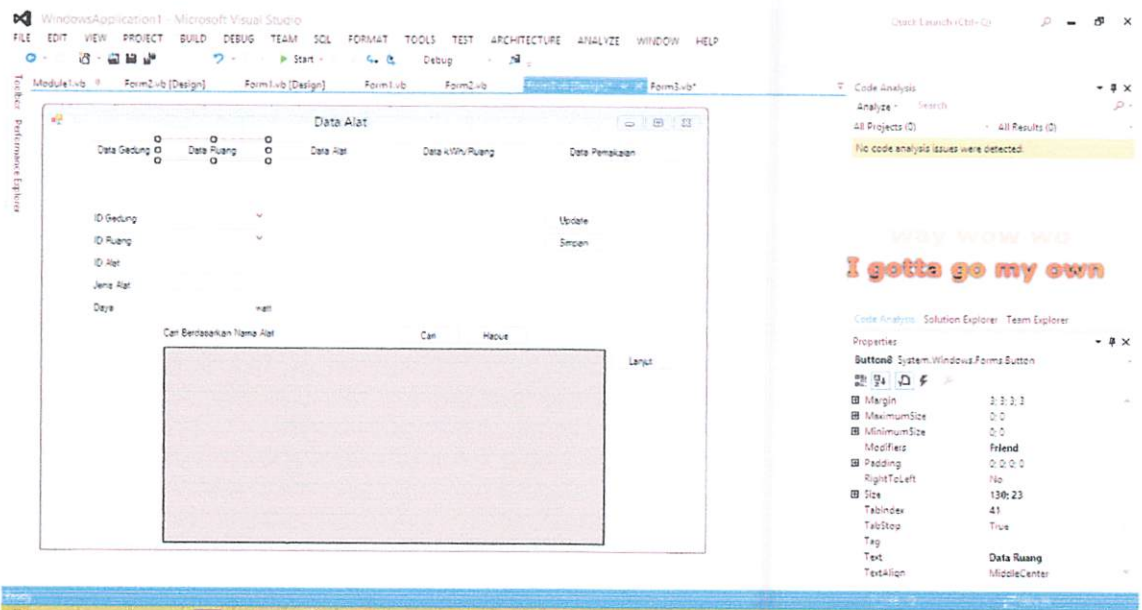 WindowsApplication1 - Microsoft Visual Studio
Quick Launch (Ctrl+Q)
FILE EDIT VIEW PROJECT BUILD DEBUG TEAM SQL FORMAT TOOLS TEST ARCHITECTURE ANALYZE WINDOW HELP
Start
Debug
Toolbox
Performance Explorer
Module1.vb
Form2.vb [Design]
Form1.vb [Design]
Form1.vb
Form2.vb
Form3.vb*
Data Alat
Data Gedung
Data Ruang
Data Alat
Data kWh/Ruang
Data Pemakaian
ID Gedung
Update
ID Ruang
Simpan
ID Alat
Jenis Alat
Daya
watt
Cari Berdasarkan Nama Alat
Cari
Hapus
Lanjut
Code Analysis
Analyze
Search
All Projects (0)
All Results (0)
No code analysis issues were detected.
way wow wo
I gotta go my own
Code Analysis Solution Explorer Team Explorer
Properties
Button8 System.Windows.Forms.Button
Margin 3; 3; 3; 3
MaximumSize 0; 0
MinimumSize 0; 0
Modifiers Friend
Padding 0; 0; 0; 0
RightToLeft No
Size 130; 23
TabIndex 41
TabStop True
Tag
Text Data Ruang
TextAlign MiddleCenter
Ready